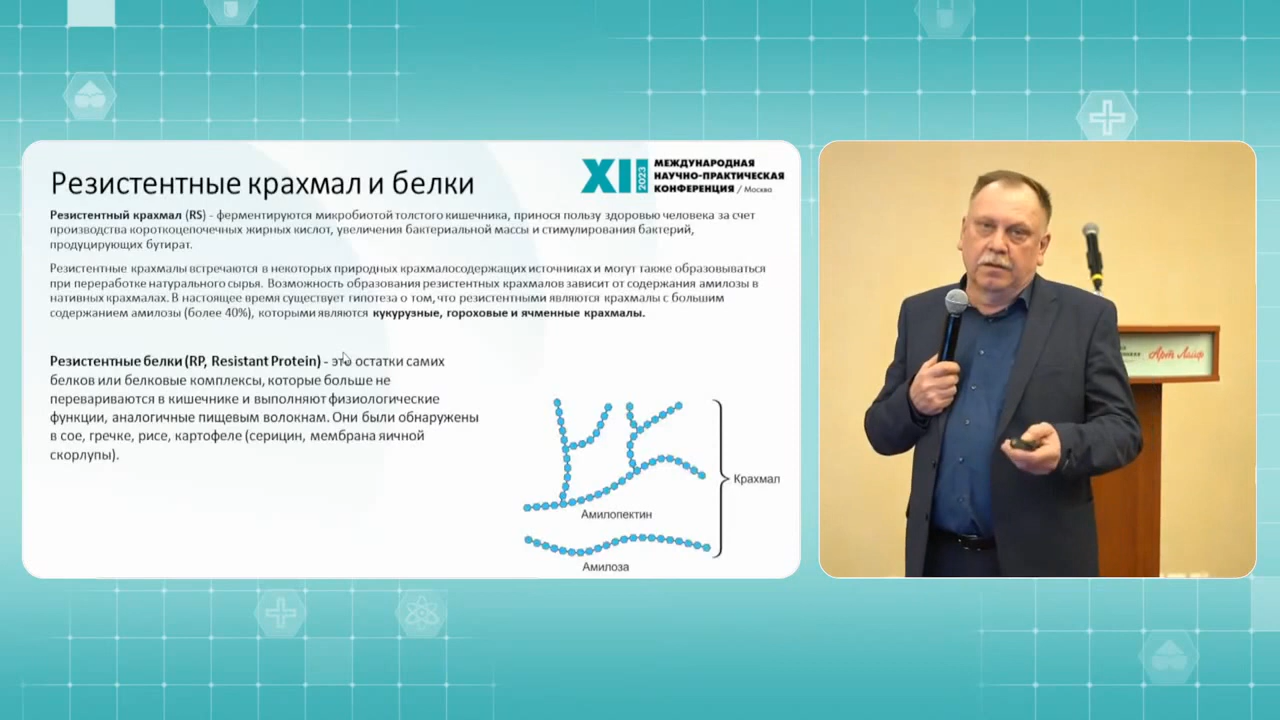 Резистентные крахмал и белки
XII 2023 МЕЖДУНАРОДНАЯ
НАУЧНО-ПРАКТИЧЕСКАЯ
КОНФЕРЕНЦИЯ / Москва
Резистентный крахмал (RS) - ферментируются микробиотой толстого кишечника, принося пользу здоровью человека за счет
производства короткоцепочечных жирных кислот, увеличения бактериальной массы и стимулирования бактерий,
продуцирующих бутират.
Резистентные крахмалы встречаются в некоторых природных крахмалосодержащих источниках и могут также образовываться
при переработке натурального сырья. Возможность образования резистентных крахмалов зависит от содержания амилозы в
нативных крахмалах. В настоящее время существует гипотеза о том, что резистентными являются крахмалы с большим
содержанием амилозы (более 40%), которыми являются кукурузные, гороховые и ячменные крахмалы.
Резистентные белки (RP, Resistant Protein) - это остатки самих
белков или белковые комплексы, которые больше не
перевариваются в кишечнике и выполняют физиологические
функции, аналогичные пищевым волокнам. Они были обнаружены
в сое, гречке, рисе, картофеле (серицин, мембрана яичной
скорлупы).
Крахмал
Амилопектин
Амилоза
Арт Лайф